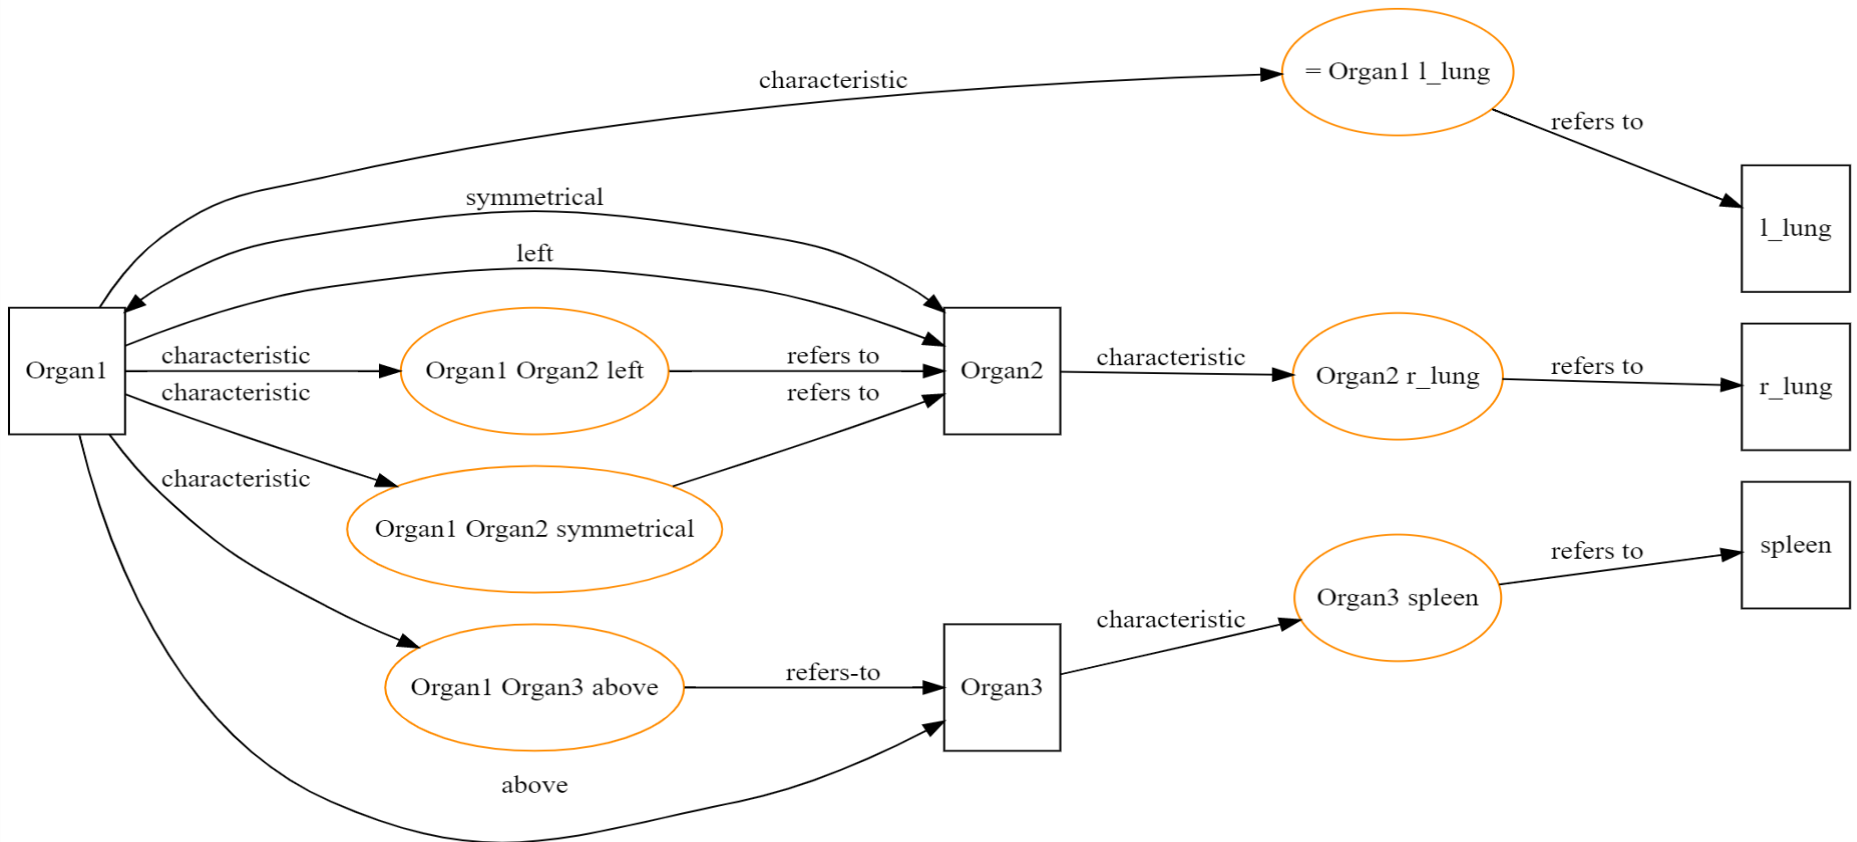 characteristic
= Organ1 l_lung
refers to
symmetrical
l_lung
left
Organ1
characteristic
Organ1 Organ2 left
refers to
Organ2
characteristic
Organ2 r_lung
refers to
r_lung
characteristic
refers to
characteristic
Organ1 Organ2 symmetrical
spleen
refers to
Organ3 spleen
characteristic
Organ1 Organ3 above
refers-to
Organ3
above